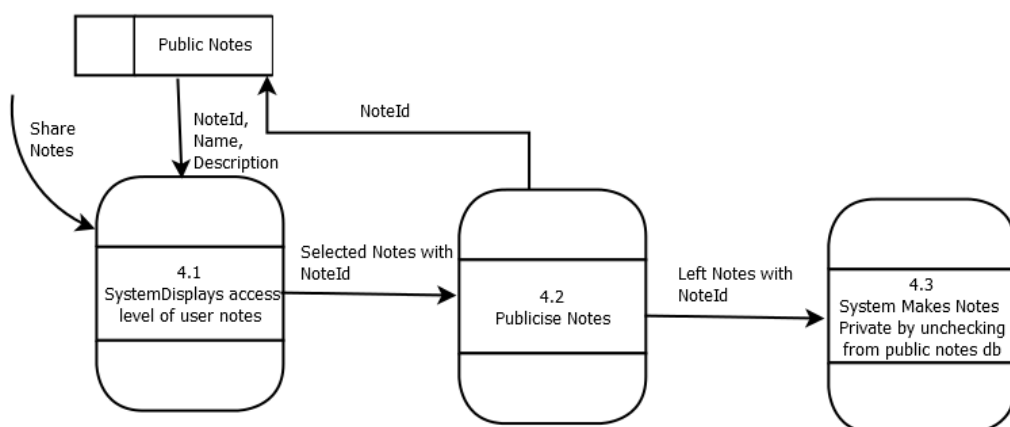 Public Notes
NoteId
NoteId,
Name,
Description
Share
Notes
4.1
SystemDisplays access
level of user notes
Selected Notes with
NoteId
4.2
Publicise Notes
Left Notes with
NoteId
4.3
System Makes Notes
Private by unchecking
from public notes db